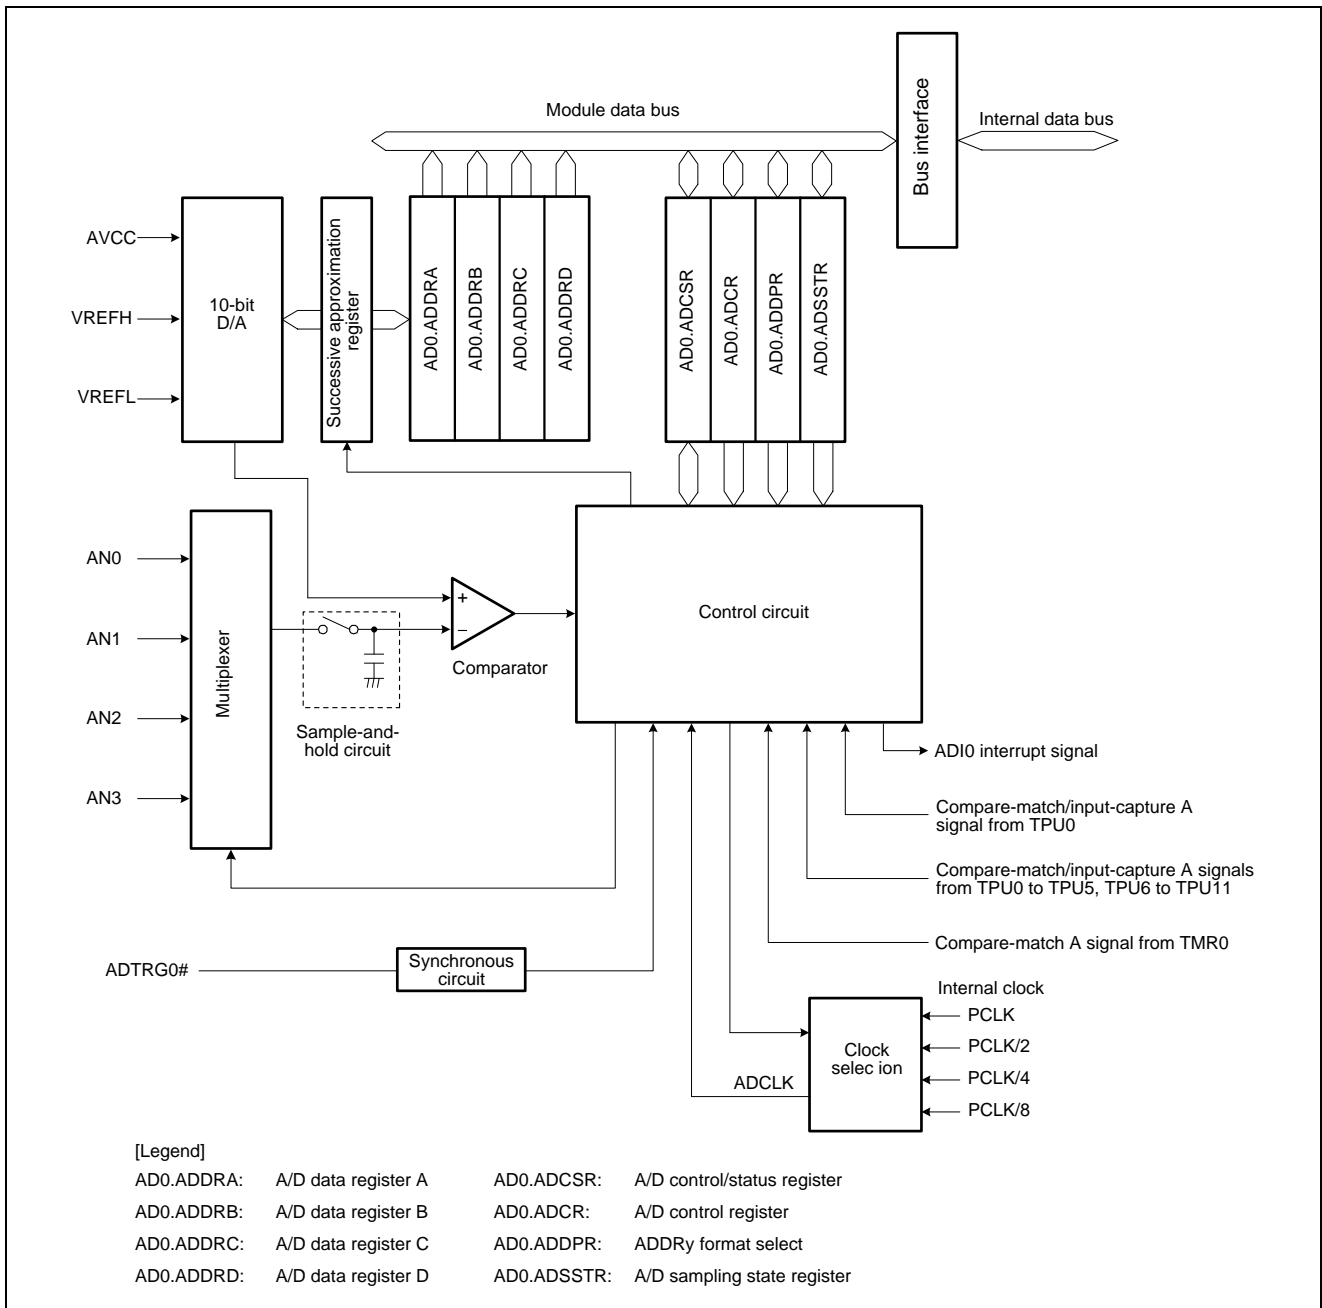 Module data bus
Internal data bus
Bus interface
AVCC
VREFH
VREFL
10-bit
D/A
Successive approximation
register
AD0.ADDRA
AD0.ADDRB
AD0.ADDRC
AD0.ADDRD
AD0.ADCSR
AD0.ADCR
AD0.ADDPR
AD0.ADSSTR
AN0
AN1
AN2
AN3
Multiplexer
Sample-and-
hold circuit
+
−
Comparator
Control circuit
ADI0 interrupt signal
Compare-match/input-capture A
signal from TPU0
Compare-match/input-capture A signals
from TPU0 to TPU5, TPU6 to TPU11
Compare-match A signal from TMR0
ADTRG0#
Synchronous
circuit
Internal clock
PCLK
PCLK/2
PCLK/4
PCLK/8
Clock
selec ion
ADCLK
[Legend]
AD0.ADDRA: A/D data register A AD0.ADCSR: A/D control/status register
AD0.ADDRB: A/D data register B AD0.ADCR: A/D control register
AD0.ADDRC: A/D data register C AD0.ADDPR: ADDRy format select
AD0.ADDRD: A/D data register D AD0.ADSSTR: A/D sampling state register